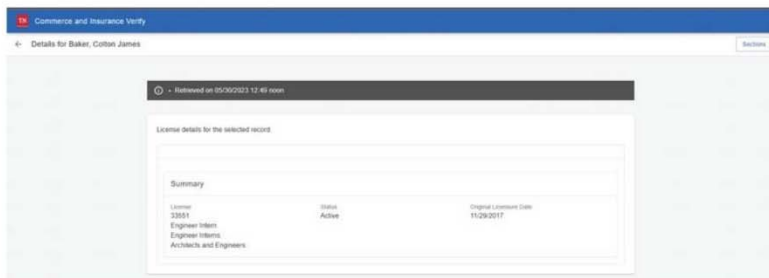 TN Commerce and Insurance Verify
← Details for Baker, Colton James
Sections
• Retrieved on 05/30/2023 12:49 noon
License details for the selected record.
Summary
License Status Original Licensure Date
33551 Active 11/29/2017
Engineer Intern
Engineer Interns
Architects and Engineers